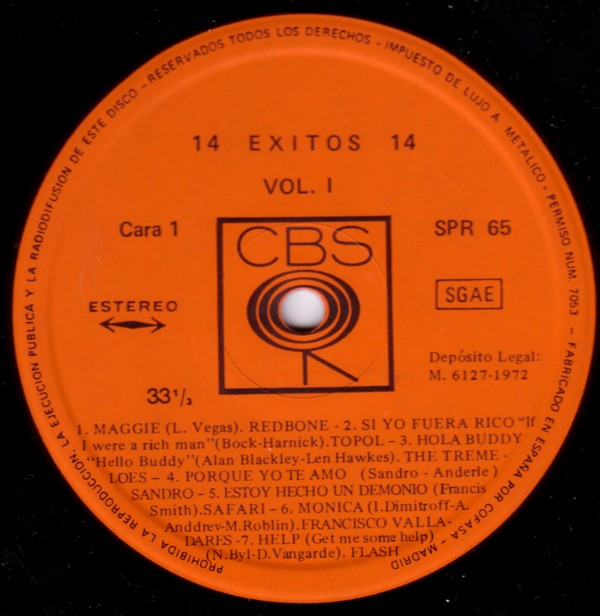 PROHIBIDA LA REPRODUCCION, LA EJECUCION PUBLICA Y LA RADIODIFUSION DE ESTE DISCO - RESERVADOS TODOS LOS DERECHOS - IMPUESTO DE LUJO A METALICO - PERMISO NUM. 7053 - FABRICADO EN ESPAÑA POR COFASA - MADRID
14 EXITOS 14
VOL. I
Cara 1
CBS
SPR 65
ESTEREO
SGAE
Depósito Legal:
M. 6127-1972
33 1/3
1. MAGGIE (L. Vegas). REDBONE - 2. SI YO FUERA RICO "If
I were a rich man"(Bock-Harnick).TOPOL - 3. HOLA BUDDY
"Hello Buddy"(Alan Blackley-Len Hawkes). THE TREME-
LOES - 4. PORQUE YO TE AMO (Sandro - Anderle)
SANDRO - 5. ESTOY HECHO UN DEMONIO (Francis
Smith).SAFARI - 6. MONICA (I.Dimitroff-A.
Anddrev-M.Roblin).FRANCISCO VALLA-
DARES -7. HELP (Get me some help)
(N.Byl-D.Vangarde). FLASH